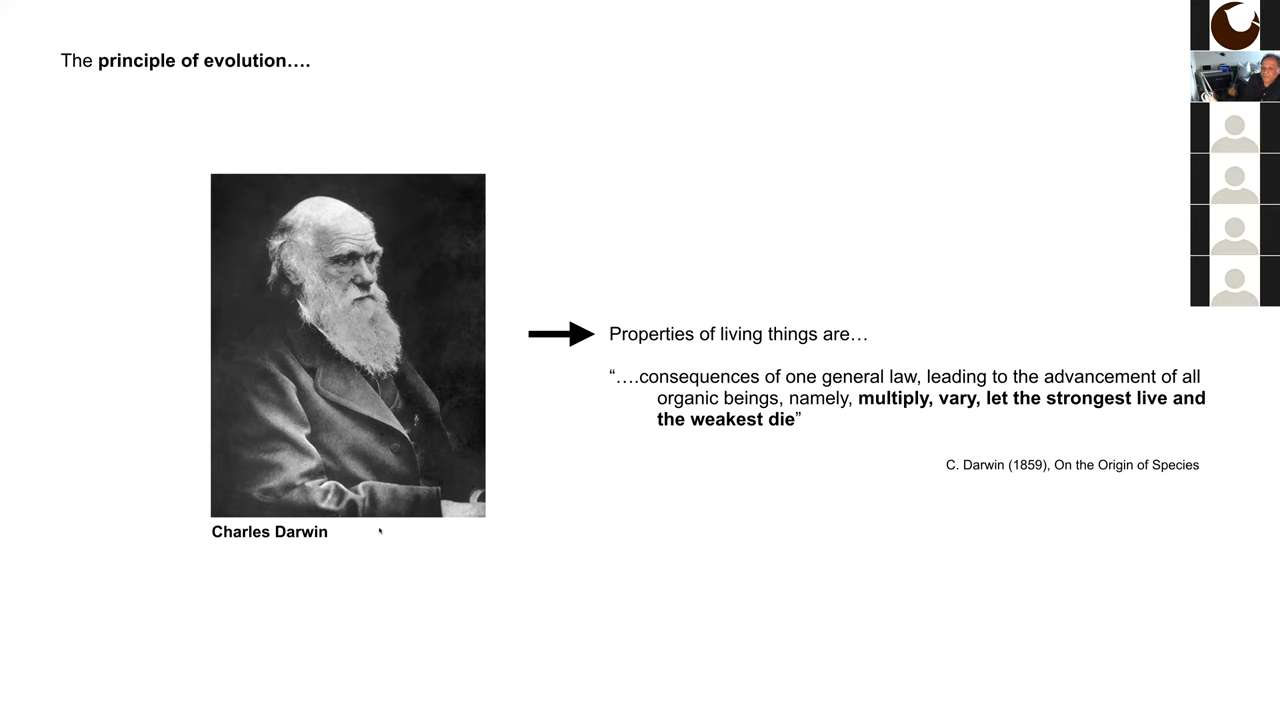 The principle of evolution….
Properties of living things are…
“….consequences of one general law, leading to the advancement of all
organic beings, namely, multiply, vary, let the strongest live and
the weakest die”
C. Darwin (1859), On the Origin of Species
Charles Darwin